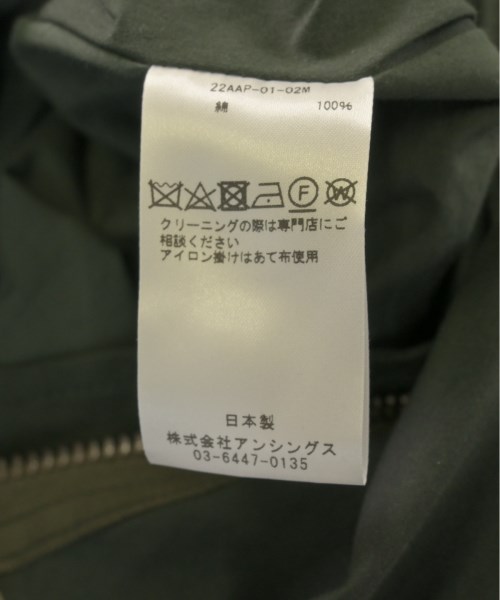 22AAP-01-02M
綿 100%
F W
クリーニングの際は専門店にご
相談ください
アイロン掛けはあて布使用
日本製
株式会社アンシングス
03-6447-0135